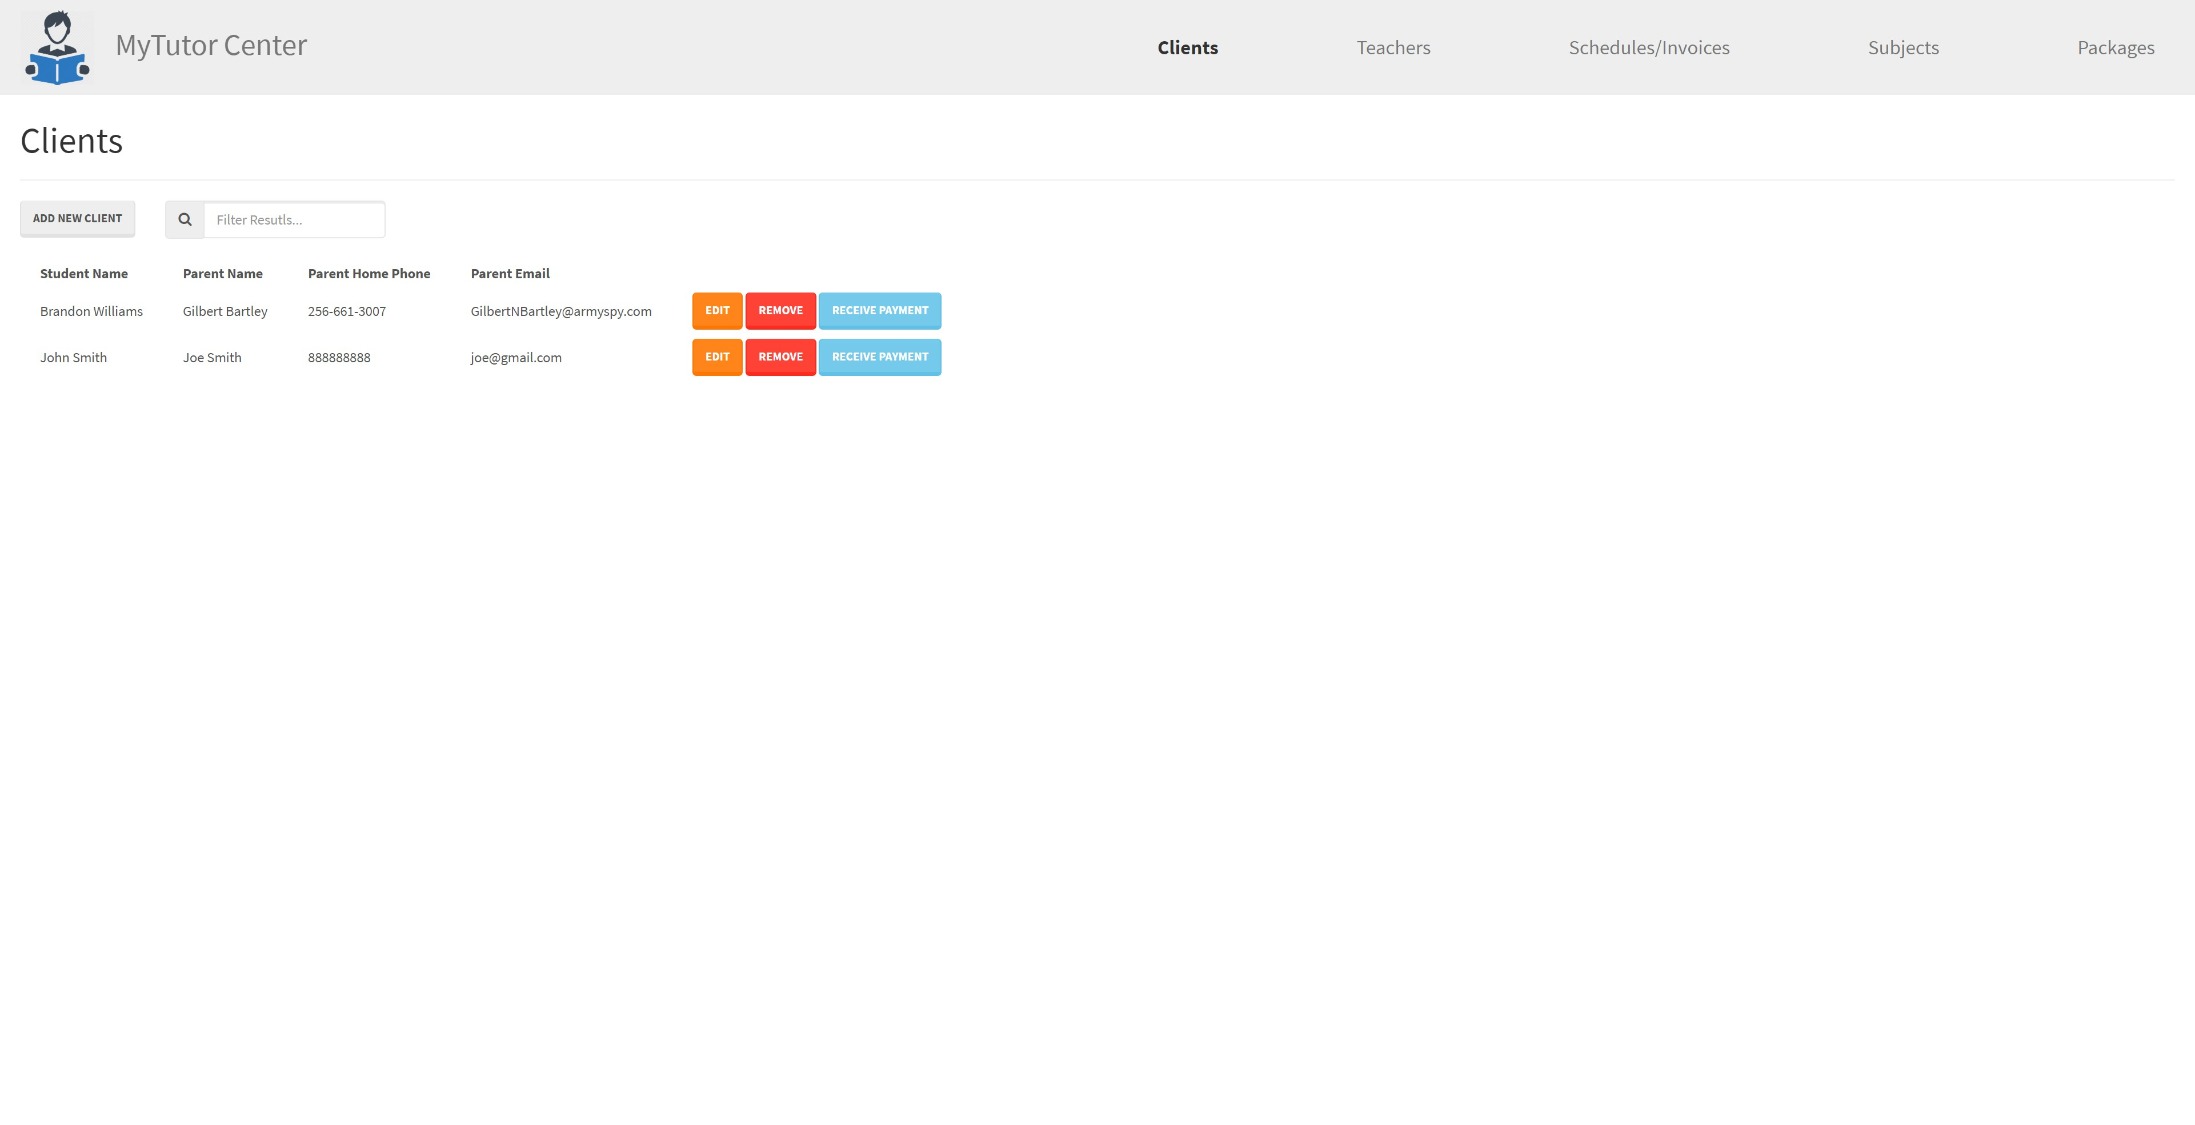 MyTutor Center Clients Teachers Schedules/Invoices Subjects Packages
Clients
ADD NEW CLIENT Filter Resutls...
Student Name Parent Name Parent Home Phone Parent Email
Brandon Williams Gilbert Bartley 256-661-3007 GilbertNBartley@armyspy.com EDIT REMOVE RECEIVE PAYMENT
John Smith Joe Smith 888888888 joe@gmail.com EDIT REMOVE RECEIVE PAYMENT